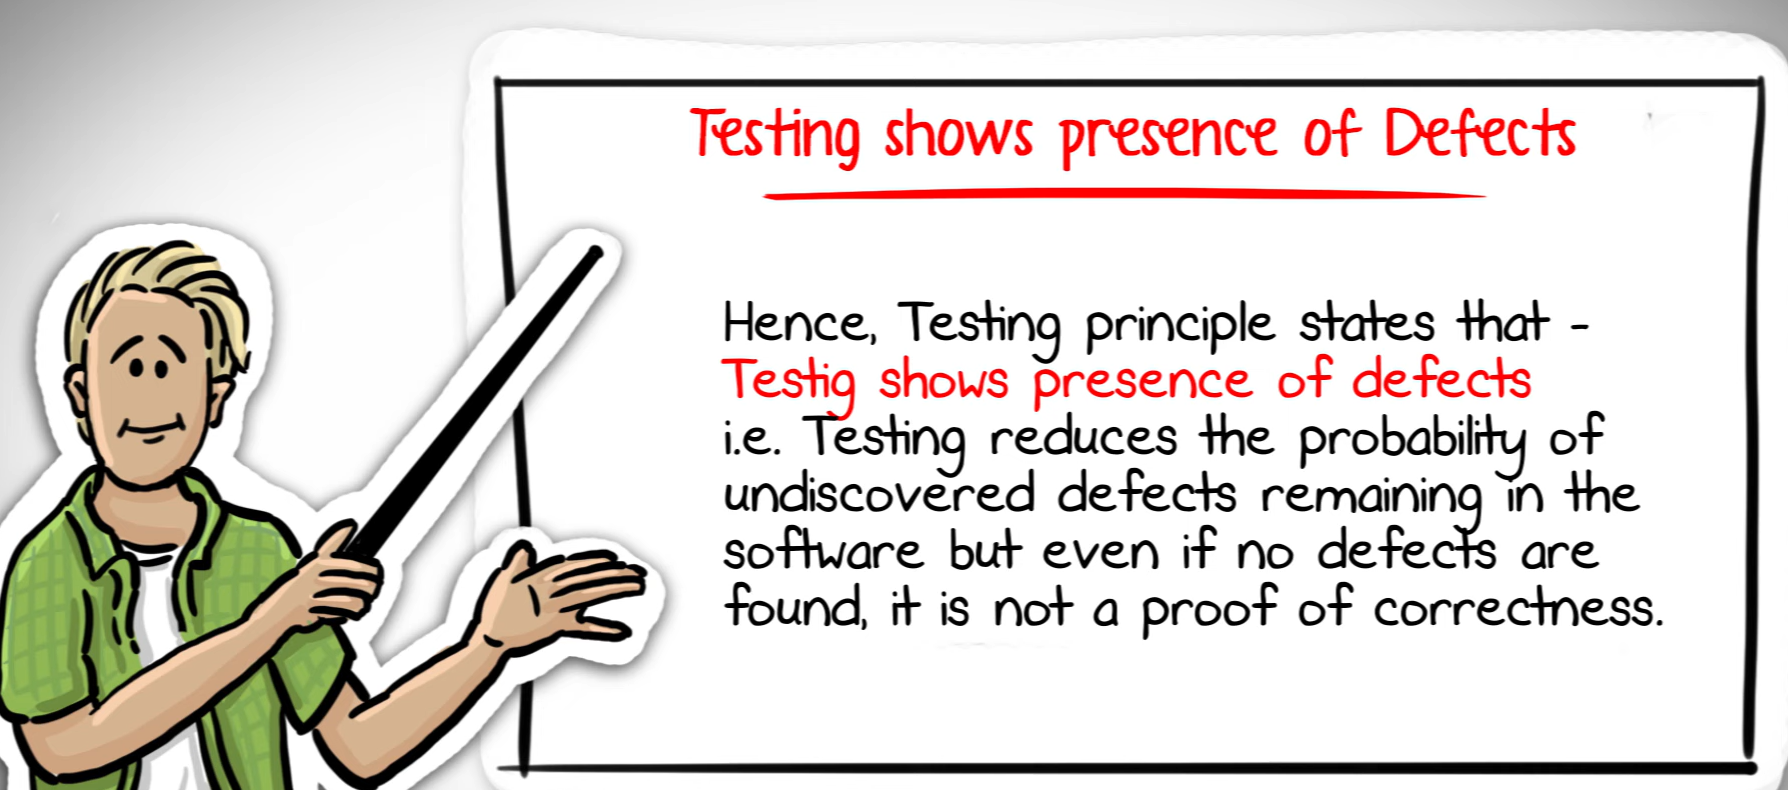 Testing shows presence of Defects
Hence, Testing principle states that -
Testig shows presence of defects
i.e. Testing reduces the probability of
undiscovered defects remaining in the
software but even if no defects are
found, it is not a proof of correctness.